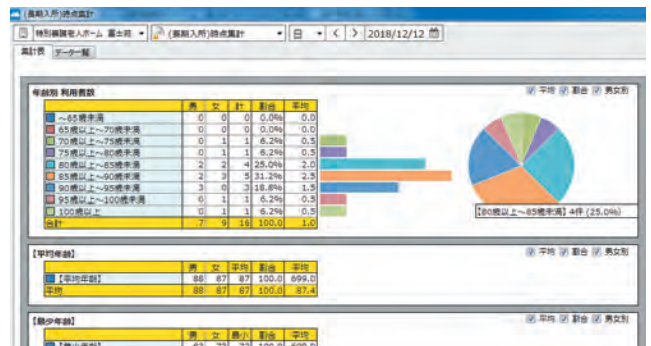 (長期入所)時点集計
特別養護老人ホーム 富士苑 (長期入所)時点集計 日 < > 2018/12/12
集計表 データ一覧
年齢別 利用者数 平均 割合 男女別
男 女 計 割合 平均
～65歳未満 0 0 0 0.0% 0.0
65歳以上～70歳未満 0 0 0 0.0% 0.0
70歳以上～75歳未満 0 1 1 6.2% 0.5
75歳以上～80歳未満 0 1 1 6.2% 0.5
80歳以上～85歳未満 2 2 4 25.0% 2.0
85歳以上～90歳未満 2 3 5 31.2% 2.5
90歳以上～95歳未満 3 0 3 18.8% 1.5
95歳以上～100歳未満 0 1 1 6.2% 0.5
100歳以上 0 1 1 6.2% 0.5
合計 7 9 16 100.0 1.0
【80歳以上～85歳未満】 4件 (25.0%)
【平均年齢】 平均 割合 男女別
男 女 平均 割合 平均
【平均年齢】 88 87 87 100.0 699.0
平均 88 87 87 100.0 87.4
【最少年齢】 平均 割合 男女別
男 女 最小 割合 平均